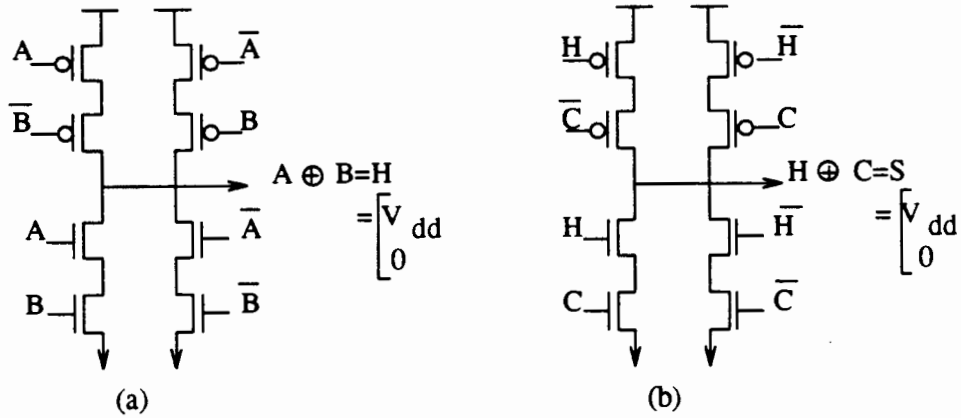 A
A̅
B̅
B
A ⊕ B=H
= V dd
0
A
A̅
B
B̅
(a)
H
H̅
C̅
C
H ⊕ C=S
= V dd
0
H
H̅
C
C̅
(b)